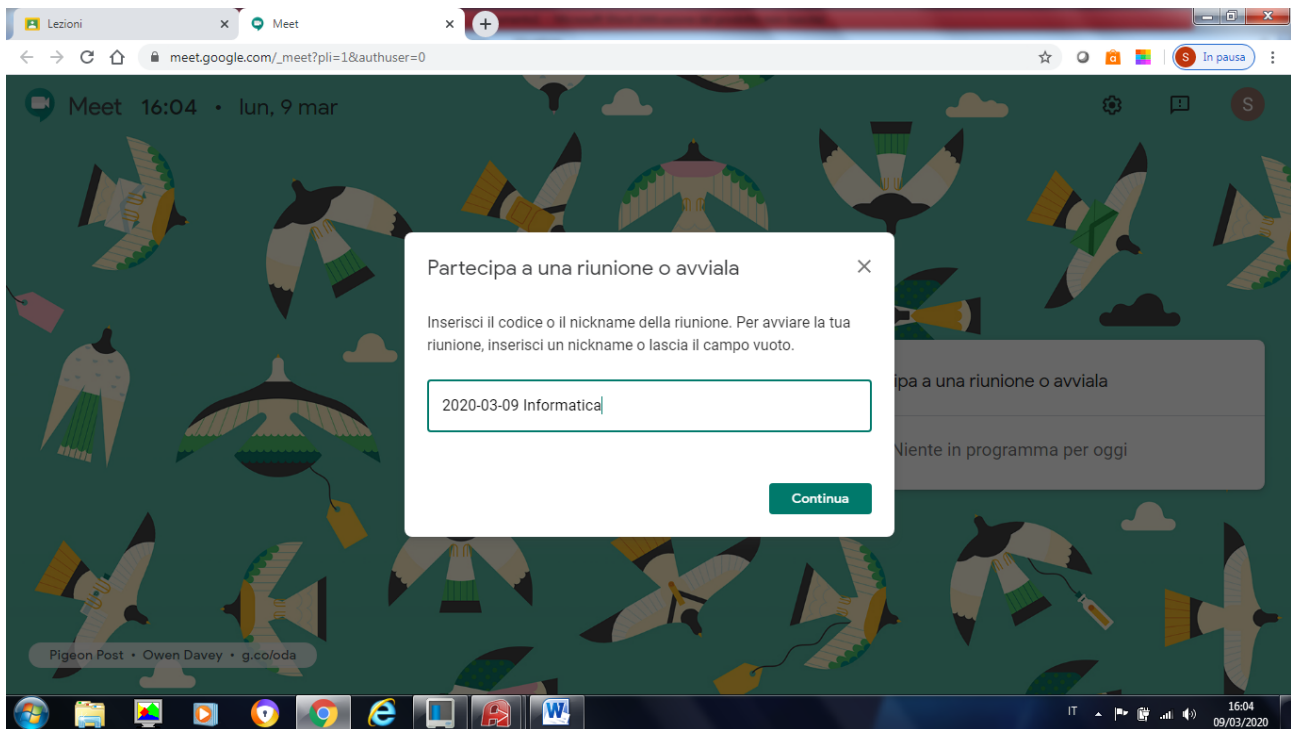 Lezioni
Meet
meet.google.com/_meet?pli=1&authuser=0
a
S In pausa
Meet 16:04 • lun, 9 mar
S
Partecipa a una riunione o avviala
Inserisci il codice o il nickname della riunione. Per avviare la tua
riunione, inserisci un nickname o lascia il campo vuoto.
ipa a una riunione o avviala
2020-03-09 Informatica
Niente in programma per oggi
Continua
Pigeon Post • Owen Davey • g.co/oda
W
IT
16:04
09/03/2020